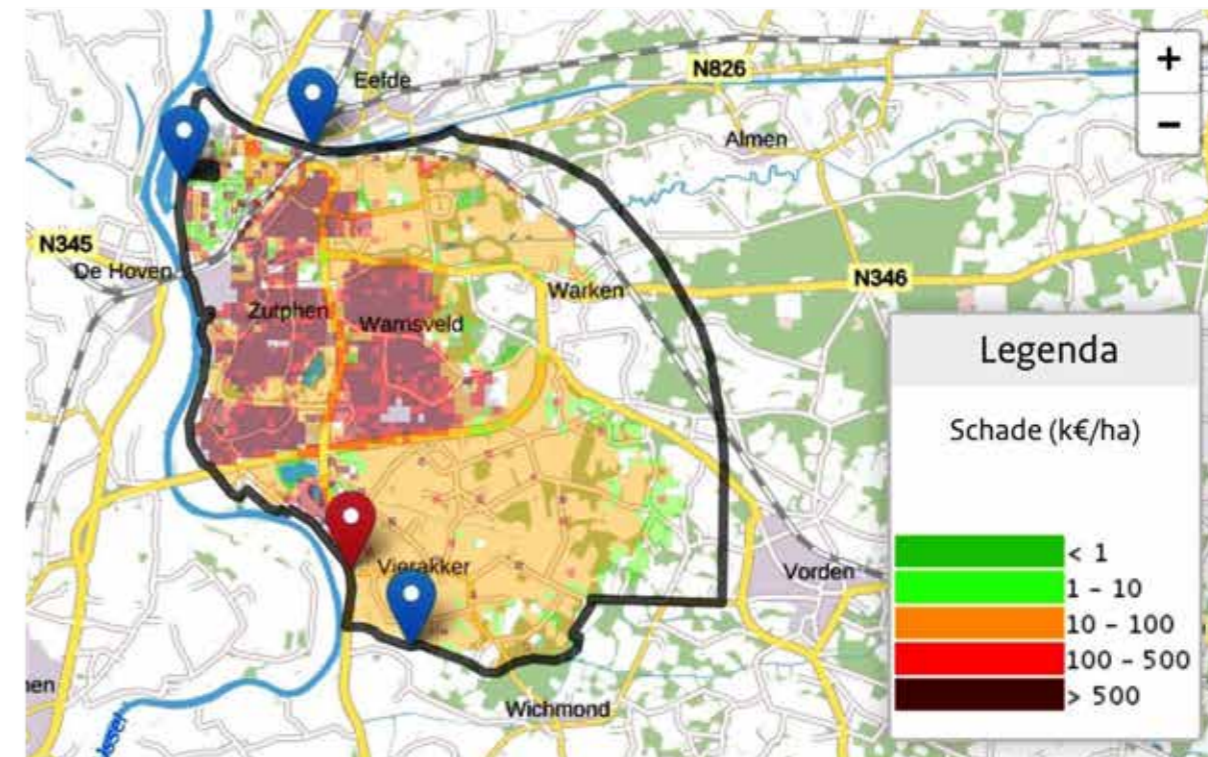 Eefde
N826
Almen
N345
De Hoven
N346
Warken
Zutphen
Warnsveld
Vierakker
Vorden
Wichmond
IJssel
+
−
Legenda
Schade (k€/ha)
< 1
1 – 10
10 – 100
100 – 500
> 500